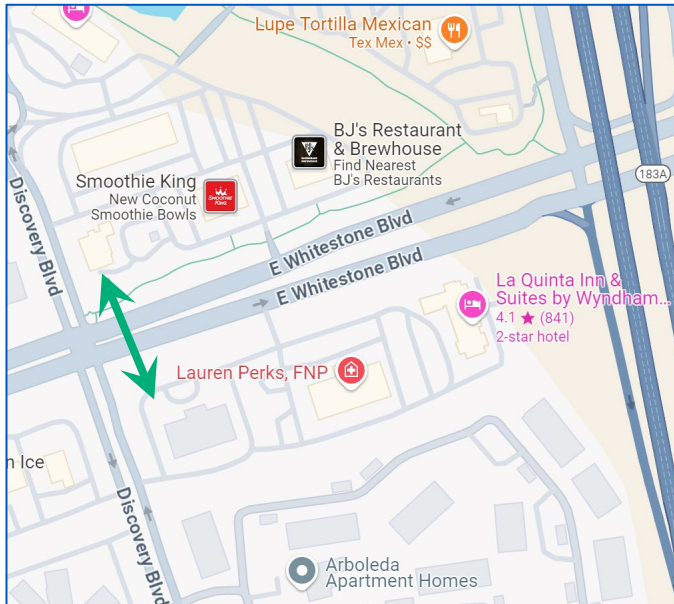 Lupe Tortilla Mexican
Tex Mex • $$
BJ's Restaurant
& Brewhouse
Find Nearest
BJ's Restaurants
183A
Smoothie King
New Coconut
Smoothie Bowls
SMOOTHIE
KING
Discovery Blvd
E Whitestone Blvd
E Whitestone Blvd
La Quinta Inn &
Suites by Wyndham...
4.1 ★ (841)
2-star hotel
Lauren Perks, FNP
n Ice
Discovery Blvd
Arboleda
Apartment Homes